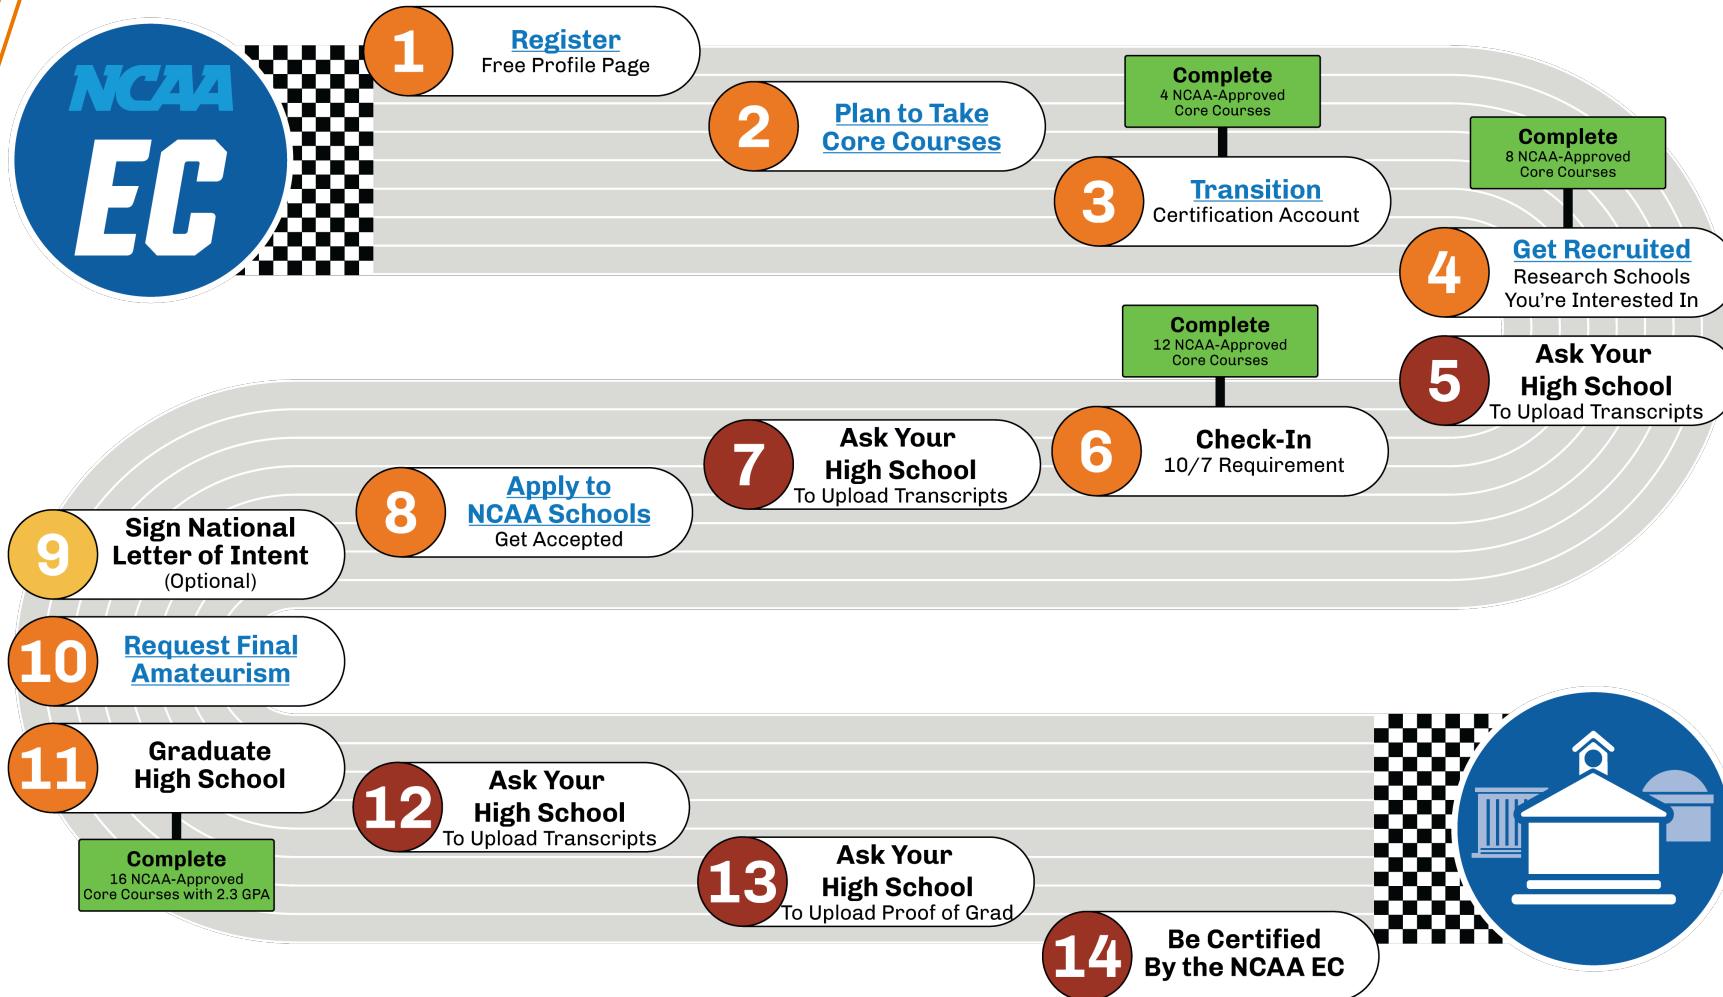 NCAA
EC
1
Register
Free Profile Page
2
Plan to Take
Core Courses
Complete
4 NCAA-Approved
Core Courses
3
Transition
Certification Account
Complete
8 NCAA-Approved
Core Courses
4
Get Recruited
Research Schools
You're Interested In
5
Ask Your
High School
To Upload Transcripts
Complete
12 NCAA-Approved
Core Courses
6
Check-In
10/7 Requirement
7
Ask Your
High School
To Upload Transcripts
8
Apply to
NCAA Schools
Get Accepted
9
Sign National
Letter of Intent
(Optional)
10
Request Final
Amateurism
11
Graduate
High School
Complete
16 NCAA-Approved
Core Courses with 2.3 GPA
12
Ask Your
High School
To Upload Transcripts
13
Ask Your
High School
To Upload Proof of Grad
14
Be Certified
By the NCAA EC